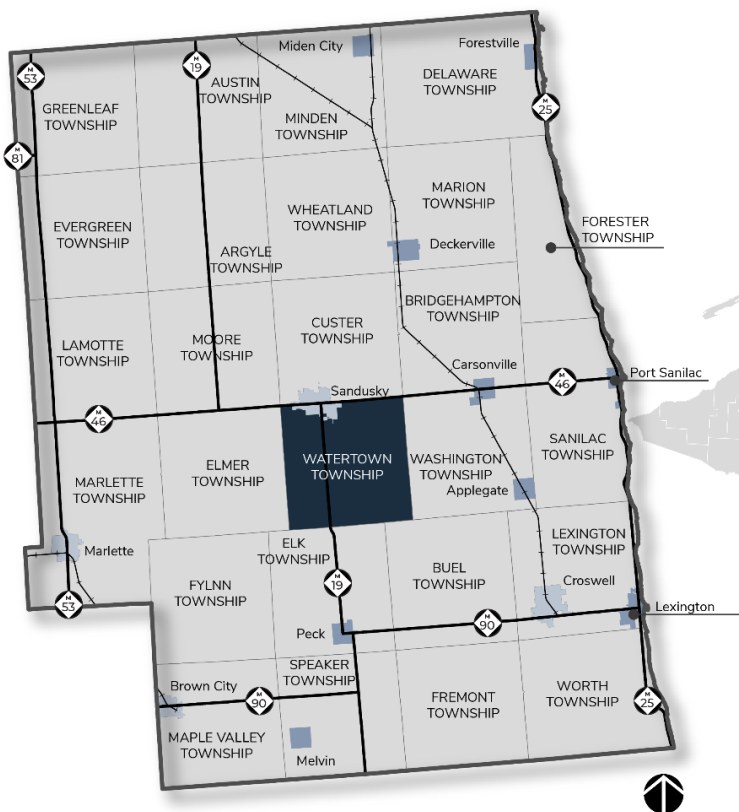 Miden City
Forestville
M
53
M
19
AUSTIN
TOWNSHIP
DELAWARE
TOWNSHIP
GREENLEAF
TOWNSHIP
MINDEN
TOWNSHIP
M
25
M
81
MARION
TOWNSHIP
WHEATLAND
TOWNSHIP
EVERGREEN
TOWNSHIP
FORESTER
TOWNSHIP
Deckerville
ARGYLE
TOWNSHIP
BRIDGEHAMPTON
TOWNSHIP
CUSTER
TOWNSHIP
LAMOTTE
TOWNSHIP
MOORE
TOWNSHIP
Carsonville
Port Sanilac
M
46
Sandusky
M
46
SANILAC
TOWNSHIP
WATERTOWN
TOWNSHIP
WASHINGTON
TOWNSHIP
ELMER
TOWNSHIP
MARLETTE
TOWNSHIP
Applegate
Marlette
ELK
TOWNSHIP
LEXINGTON
TOWNSHIP
BUEL
TOWNSHIP
FYLNN
TOWNSHIP
M
19
Croswell
M
53
Lexington
M
90
Peck
SPEAKER
TOWNSHIP
Brown City
M
90
FREMONT
TOWNSHIP
WORTH
TOWNSHIP
M
25
MAPLE VALLEY
TOWNSHIP
Melvin